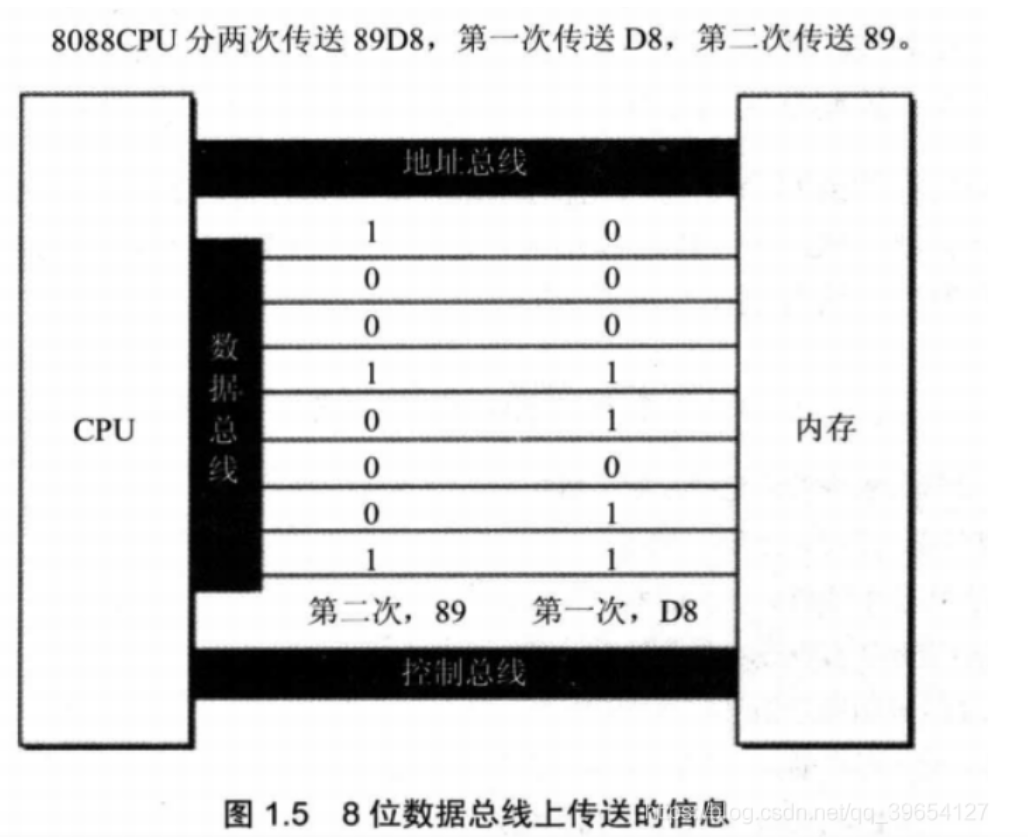 8088CPU 分两次传送 89D8，第一次传送 D8，第二次传送 89。
地址总线
1 0
0 0
0 0
1 1
0 1
0 0
0 1
1 1
数据总线
CPU
内存
第二次，89 第一次，D8
控制总线
图 1.5 8 位数据总线上传送的信息
blog.csdn.net/qq_39654127